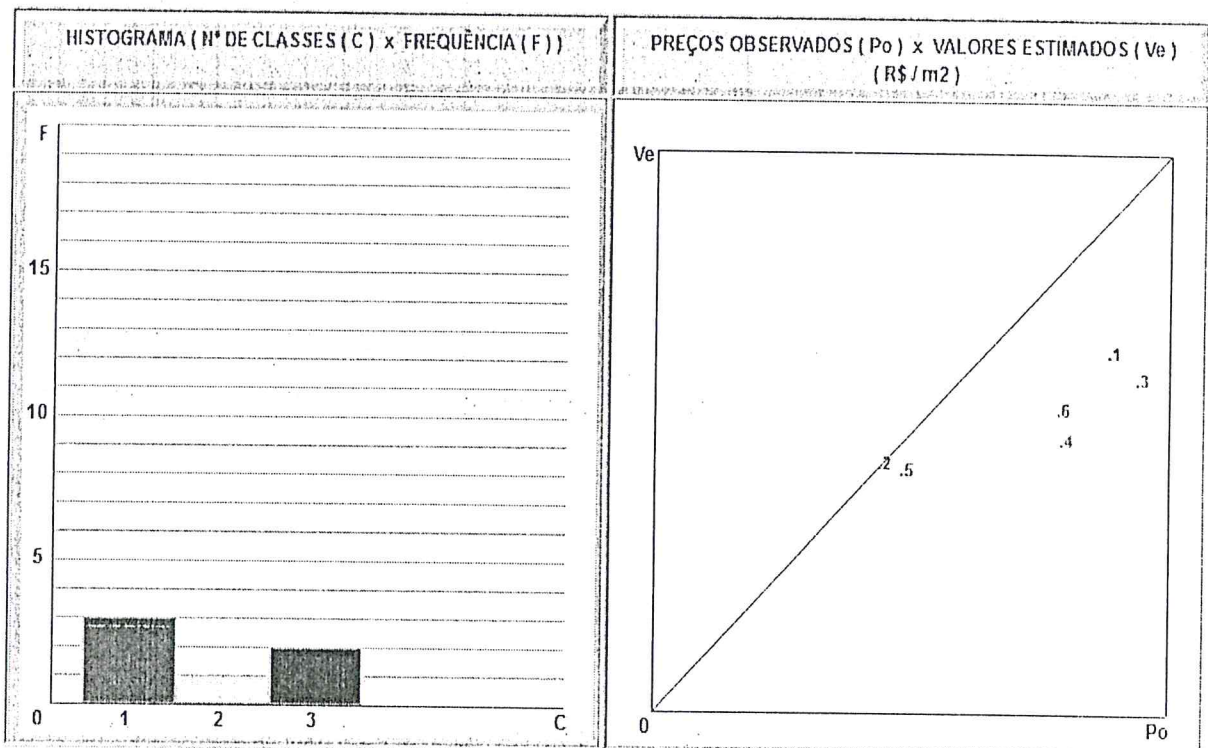 HISTOGRAMA ( Nº DE CLASSES ( C ) x FREQUÊNCIA ( F ) )
F
15
10
5
0 1 2 3 C
PREÇOS OBSERVADOS ( Po ) x VALORES ESTIMADOS ( Ve )
( R$ / m2 )
Ve
.1
.3
.6
.4
.2 .5
0 Po